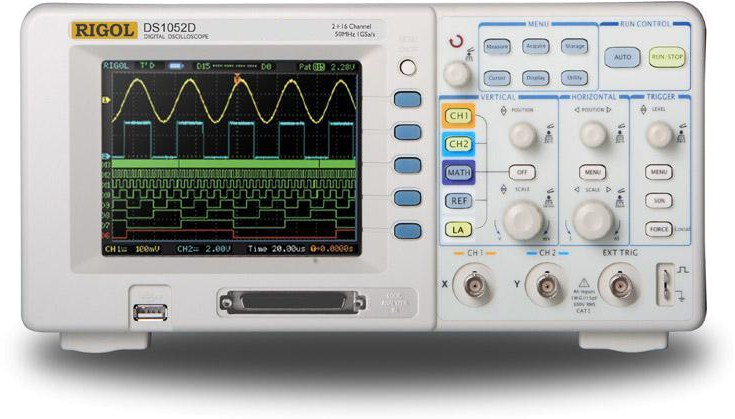 RIGOL DS1052D
DIGITAL OSCILLOSCOPE
2+16 Channel
50MHz 1GSa/s
RIGOL T'D D15 D0 Pat D15 2.28V
CH1= 100mV CH2= 2.00V Time 20.00us +0.0000s
MENU
RUN CONTROL
Measure
Acquire
Storage
Cursor
Display
Utility
AUTO
RUN/STOP
VERTICAL
HORIZONTAL
TRIGGER
POSITION
POSITION
LEVEL
CH1
CH2
MATH
REF
LA
OFF
MENU
MENU
SCALE
SCALE
50%
FORCE
Local
CH 1
CH 2
EXT TRIG
X
Y
CAT I